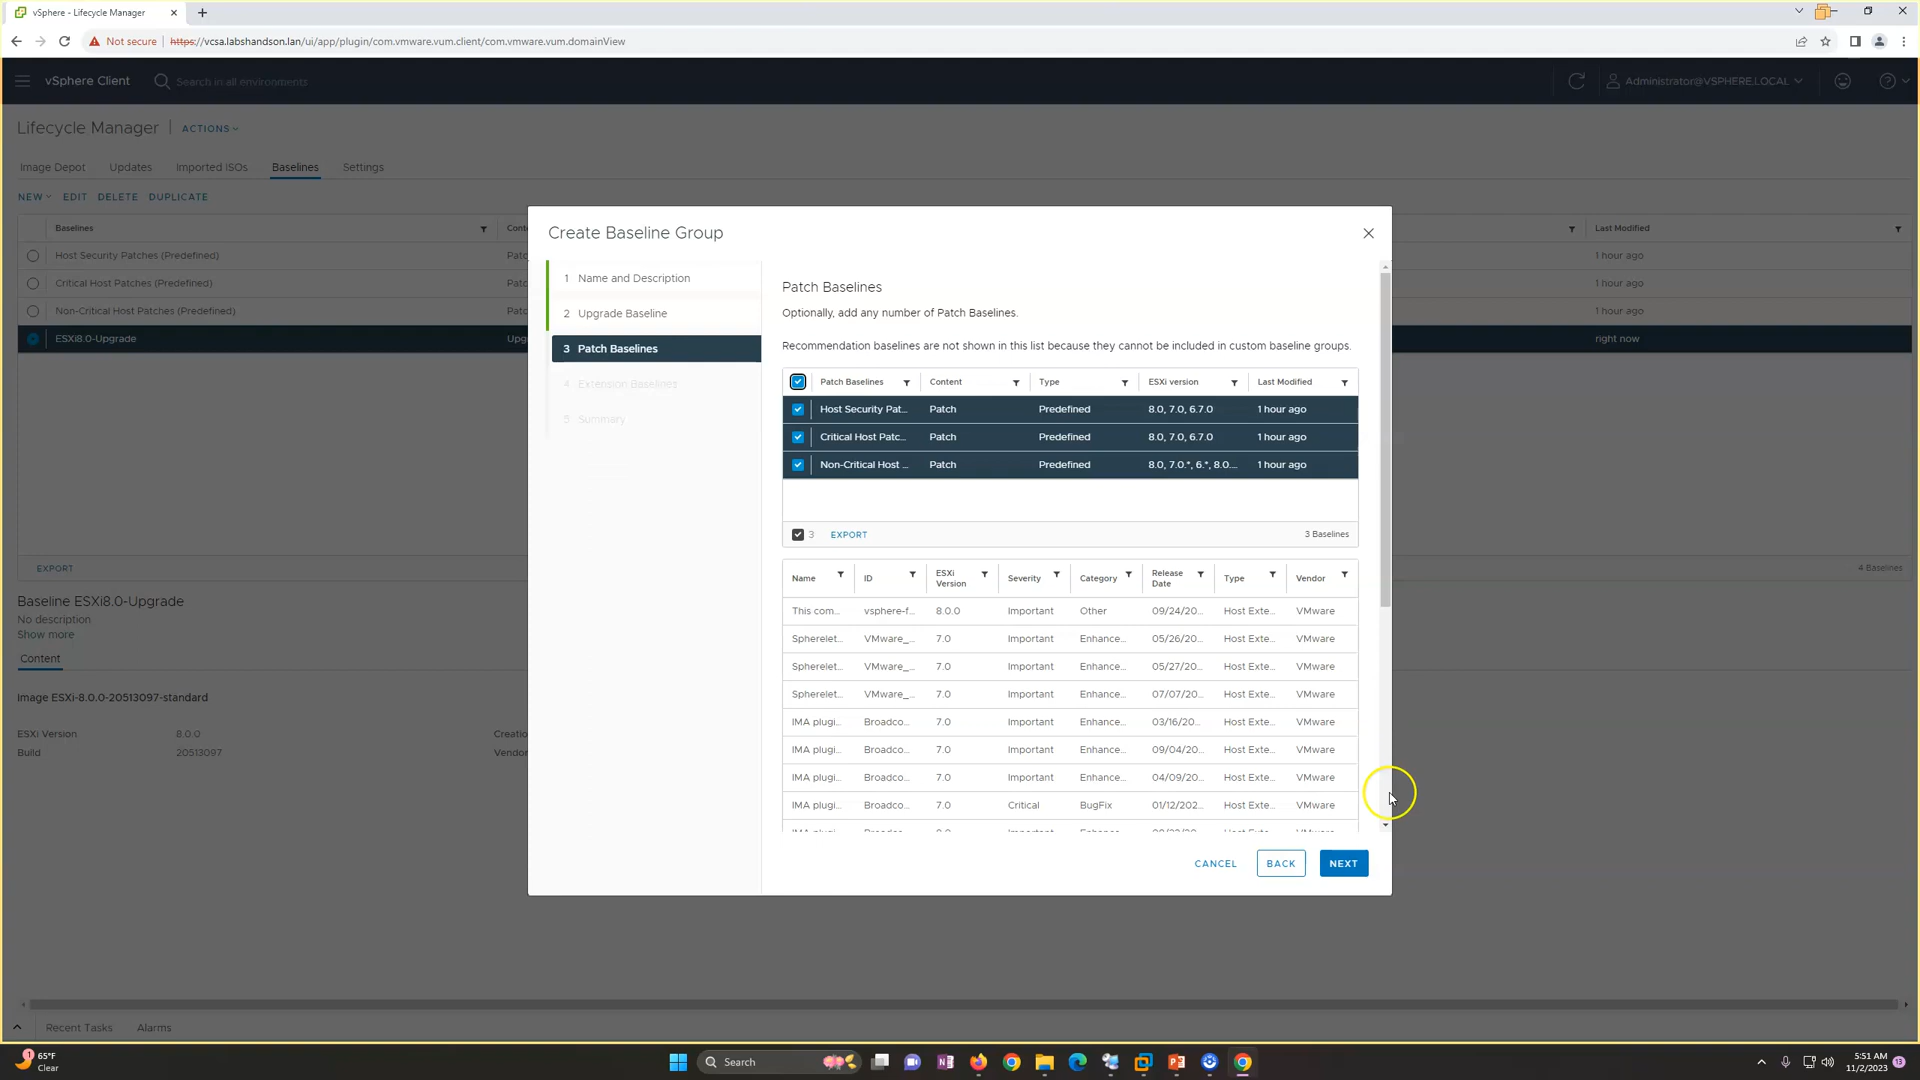 vSphere - Lifecycle Manager
Not secure
https://vcsa.labshandson.lan/ui/app/plugin/com.vmware.vum.client/com.vmware.vum.domainView
vSphere Client
Search in all environments
Administrator@VSPHERE.LOCAL
Lifecycle Manager
ACTIONS
Image Depot Updates Imported ISOs Baselines Settings
NEW EDIT DELETE DUPLICATE
Baselines Conte Last Modified
Host Security Patches (Predefined) Patc 1 hour ago
Critical Host Patches (Predefined) Patc 1 hour ago
Non-Critical Host Patches (Predefined) Patc 1 hour ago
ESXi8.0-Upgrade Upg right now
EXPORT
4 Baselines
Baseline ESXi8.0-Upgrade
No description
Show more
Content
Image ESXi-8.0.0-20513097-standard
ESXi Version 8.0.0 Creatio
Build 20513097 Vendor
Create Baseline Group
1 Name and Description
2 Upgrade Baseline
3 Patch Baselines
4 Extension Baselines
5 Summary
Patch Baselines
Optionally, add any number of Patch Baselines.
Recommendation baselines are not shown in this list because they cannot be included in custom baseline groups.
Patch Baselines Content Type ESXi version Last Modified
Host Security Pat... Patch Predefined 8.0, 7.0, 6.7.0 1 hour ago
Critical Host Patc... Patch Predefined 8.0, 7.0, 6.7.0 1 hour ago
Non-Critical Host ... Patch Predefined 8.0, 7.0.*, 6.*, 8.0.... 1 hour ago
3 EXPORT 3 Baselines
Name ID ESXi Version Severity Category Release Date Type Vendor
This com... vsphere-f... 8.0.0 Important Other 09/24/20... Host Exte... VMware
Spherelet... VMware_... 7.0 Important Enhance... 05/26/20... Host Exte... VMware
Spherelet... VMware_... 7.0 Important Enhance... 05/27/20... Host Exte... VMware
Spherelet... VMware_... 7.0 Important Enhance... 07/07/20... Host Exte... VMware
IMA plugi... Broadco... 7.0 Important Enhance... 03/16/20... Host Exte... VMware
IMA plugi... Broadco... 7.0 Important Enhance... 09/04/20... Host Exte... VMware
IMA plugi... Broadco... 7.0 Important Enhance... 04/09/20... Host Exte... VMware
IMA plugi... Broadco... 7.0 Critical BugFix 01/12/202... Host Exte... VMware
CANCEL BACK NEXT
Recent Tasks Alarms
1
65°F
Clear
Search
5:51 AM
11/2/2023
13